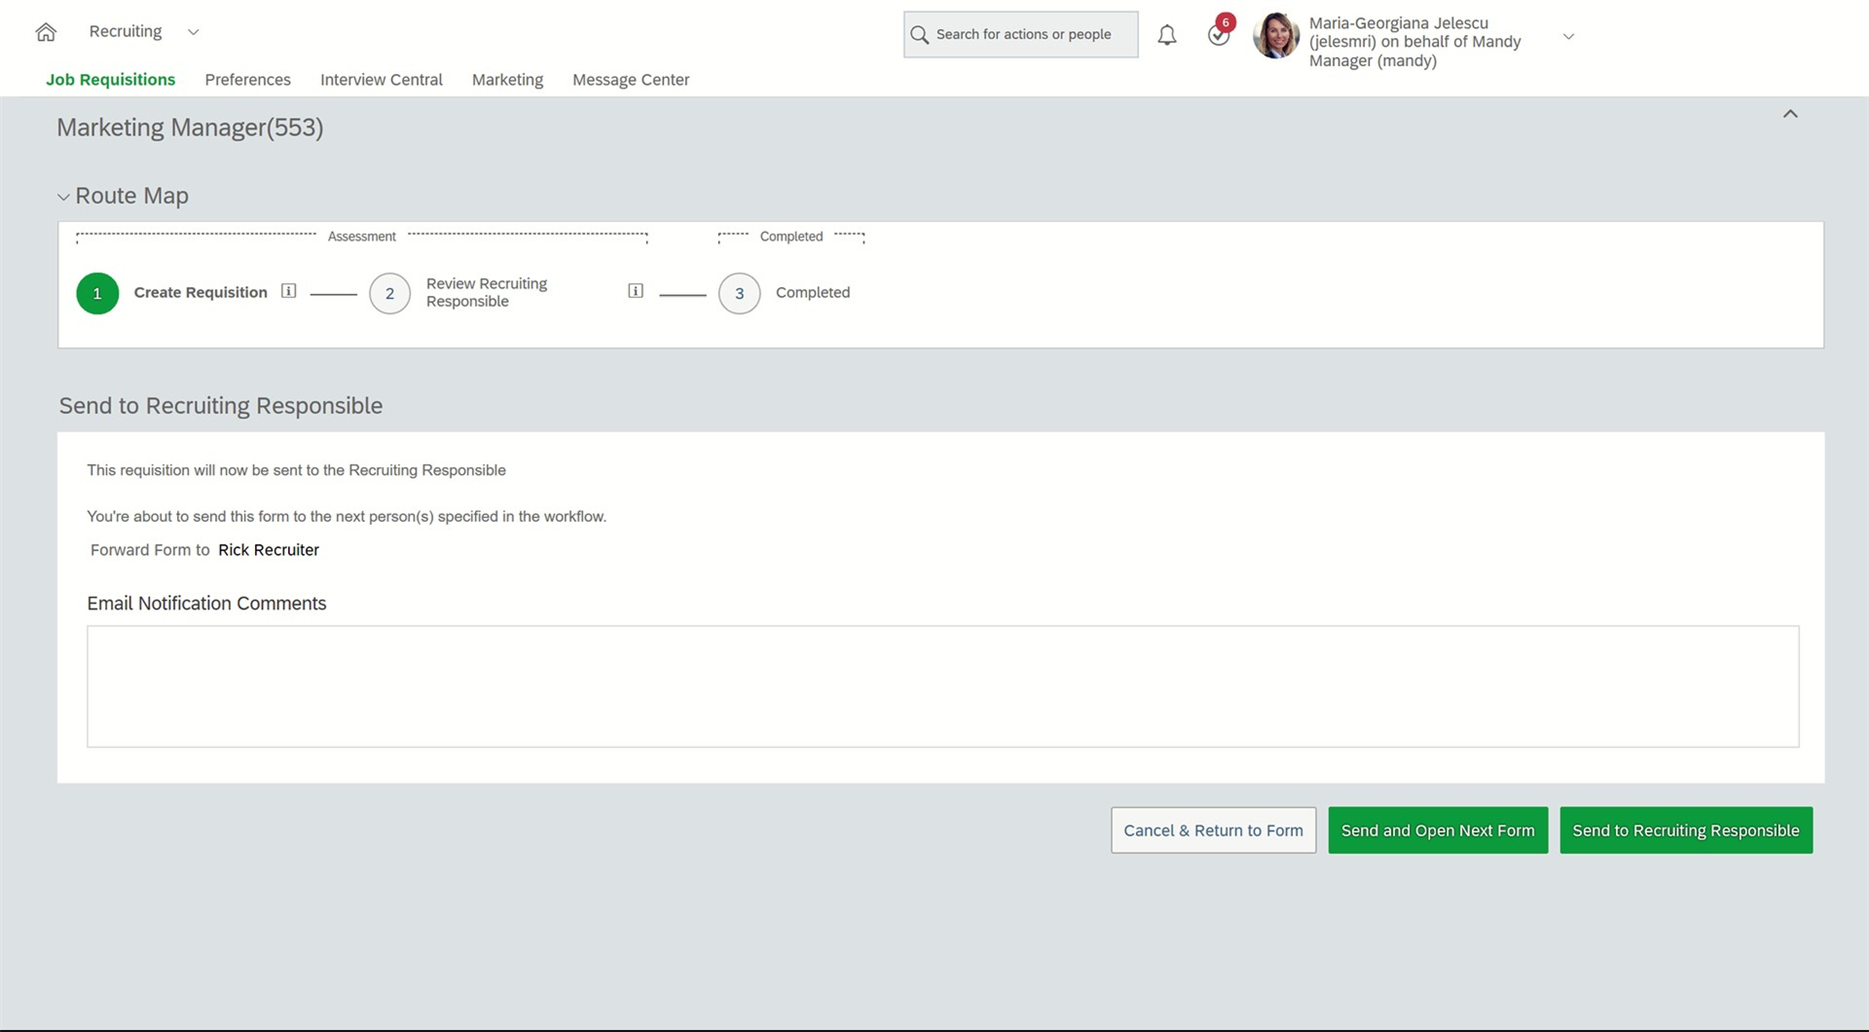 Recruiting
Search for actions or people
6
Maria-Georgiana Jelescu
(jelesmri) on behalf of Mandy
Manager (mandy)
Job Requisitions
Preferences
Interview Central
Marketing
Message Center
Marketing Manager(553)
Route Map
Assessment
Completed
1
Create Requisition
i
2
Review Recruiting
Responsible
i
3
Completed
Send to Recruiting Responsible
This requisition will now be sent to the Recruiting Responsible
You're about to send this form to the next person(s) specified in the workflow.
Forward Form to Rick Recruiter
Email Notification Comments
Cancel & Return to Form
Send and Open Next Form
Send to Recruiting Responsible